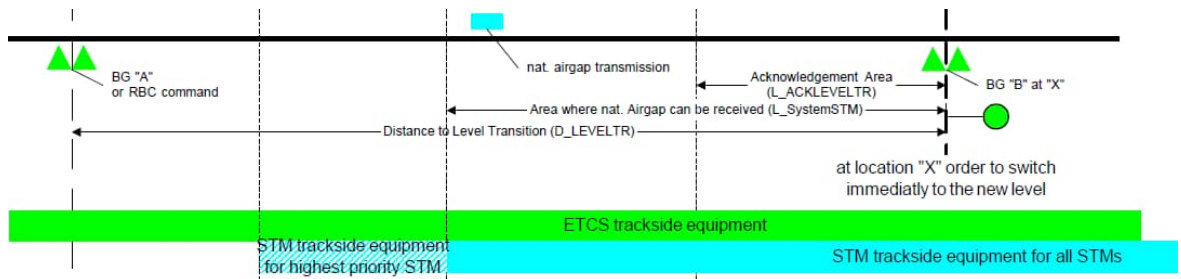 nat. airgap transmission
BG "A"
or RBC command
Acknowledgement Area
(L_ACKLEVELTR)
BG "B" at "X"
Area where nat. Airgap can be received (L_SystemSTM)
Distance to Level Transition (D_LEVELTR)
at location "X" order to switch
immediatly to the new level
ETCS trackside equipment
STM trackside equipment
for highest priority STM
STM trackside equipment for all STMs